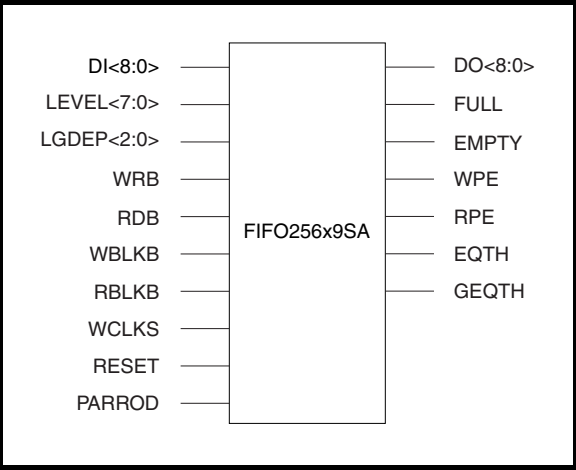 DI<8:0>
LEVEL<7:0>
LGDEP<2:0>
WRB
RDB
WBLKB
RBLKB
WCLKS
RESET
PARROD
FIFO256x9SA
DO<8:0>
FULL
EMPTY
WPE
RPE
EQTH
GEQTH